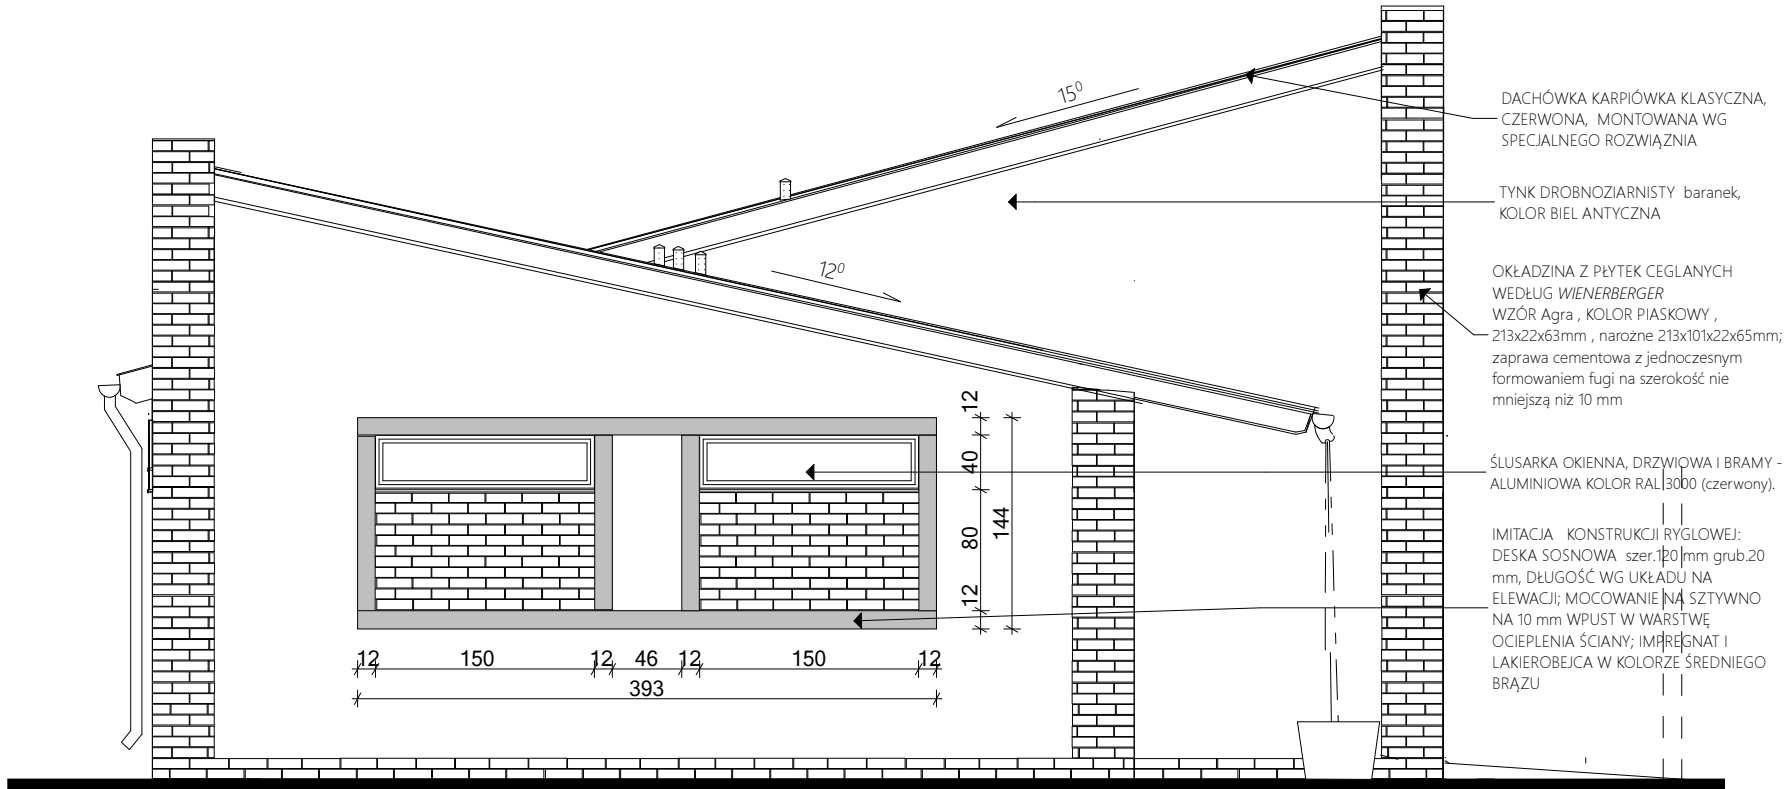 15⁰
12⁰
DACHÓWKA KARPIÓWKA KLASYCZNA,
CZERWONA, MONTOWANA WG
SPECJALNEGO ROZWIĄZNIA
TYNK DROBNOZIARNISTY baranek,
KOLOR BIEL ANTYCZNA
OKŁADZINA Z PŁYTEK CEGLANYCH
WEDŁUG WIENERBERGER
WZÓR Agra , KOLOR PIASKOWY ,
213x22x63mm , narożne 213x101x22x65mm;
zaprawa cementowa z jednoczesnym
formowaniem fugi na szerokość nie
mniejszą niż 10 mm
ŚLUSARKA OKIENNA, DRZWIOWA I BRAMY -
ALUMINIOWA KOLOR RAL 3000 (czerwony).
IMITACJA KONSTRUKCJI RYGLOWEJ:
DESKA SOSNOWA szer.120 mm grub.20
mm, DŁUGOŚĆ WG UKŁADU NA
ELEWACJI; MOCOWANIE NA SZTYWNO
NA 10 mm WPUST W WARSTWĘ
OCIEPLENIA ŚCIANY; IMPREGNAT I
LAKIEROBEJCA W KOLORZE ŚREDNIEGO
BRĄZU
12
40
80
12
144
12 150 12 46 12 150 12
393